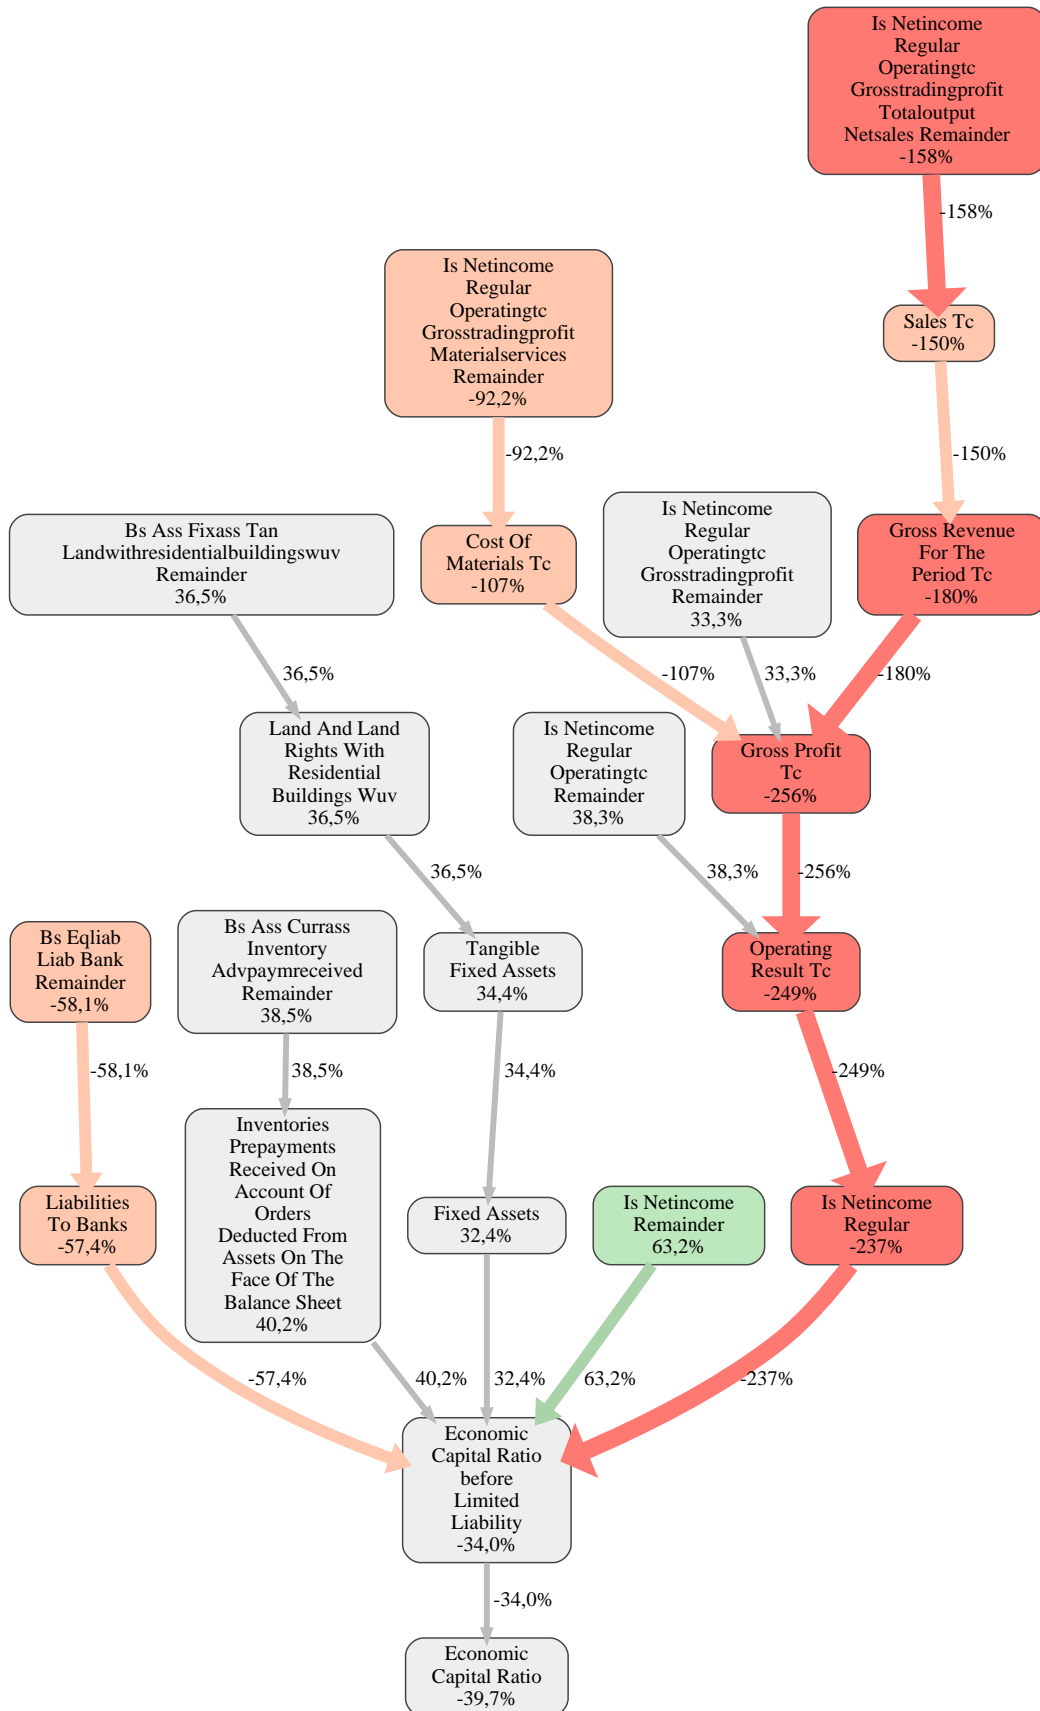 Is Netincome
Regular
Operatingtc
Grosstradingprofit
Totaloutput
Netsales Remainder
-158%
-158%
Is Netincome
Regular
Operatingtc
Grosstradingprofit
Materialservices
Remainder
-92,2%
Sales Tc
-150%
-92,2%
-150%
Bs Ass Fixass Tan
Landwithresidentialbuildingswuv
Remainder
36,5%
Cost Of
Materials Tc
-107%
Is Netincome
Regular
Operatingtc
Grosstradingprofit
Remainder
33,3%
Gross Revenue
For The
Period Tc
-180%
36,5%
-107%
33,3%
-180%
Land And Land
Rights With
Residential
Buildings Wuv
36,5%
Is Netincome
Regular
Operatingtc
Remainder
38,3%
Gross Profit
Tc
-256%
36,5%
38,3%
-256%
Bs Eqliab
Liab Bank
Remainder
-58,1%
Bs Ass Currass
Inventory
Advpaymreceived
Remainder
38,5%
Tangible
Fixed Assets
34,4%
Operating
Result Tc
-249%
-58,1%
38,5%
34,4%
-249%
Liabilities
To Banks
-57,4%
Inventories
Prepayments
Received On
Account Of
Orders
Deducted From
Assets On The
Face Of The
Balance Sheet
40,2%
Fixed Assets
32,4%
Is Netincome
Remainder
63,2%
Is Netincome
Regular
-237%
-57,4%
40,2%
32,4%
63,2%
-237%
Economic
Capital Ratio
before
Limited
Liability
-34,0%
-34,0%
Economic
Capital Ratio
-39,7%